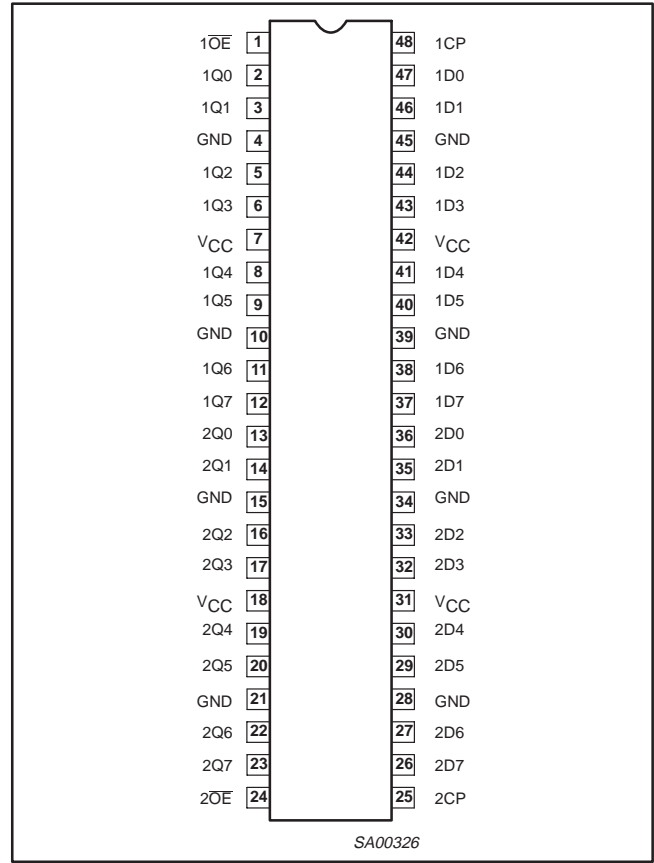 1O̅E̅ 1 48 1CP
1Q0 2 47 1D0
1Q1 3 46 1D1
GND 4 45 GND
1Q2 5 44 1D2
1Q3 6 43 1D3
VCC 7 42 VCC
1Q4 8 41 1D4
1Q5 9 40 1D5
GND 10 39 GND
1Q6 11 38 1D6
1Q7 12 37 1D7
2Q0 13 36 2D0
2Q1 14 35 2D1
GND 15 34 GND
2Q2 16 33 2D2
2Q3 17 32 2D3
VCC 18 31 VCC
2Q4 19 30 2D4
2Q5 20 29 2D5
GND 21 28 GND
2Q6 22 27 2D6
2Q7 23 26 2D7
2O̅E̅ 24 25 2CP
SA00326